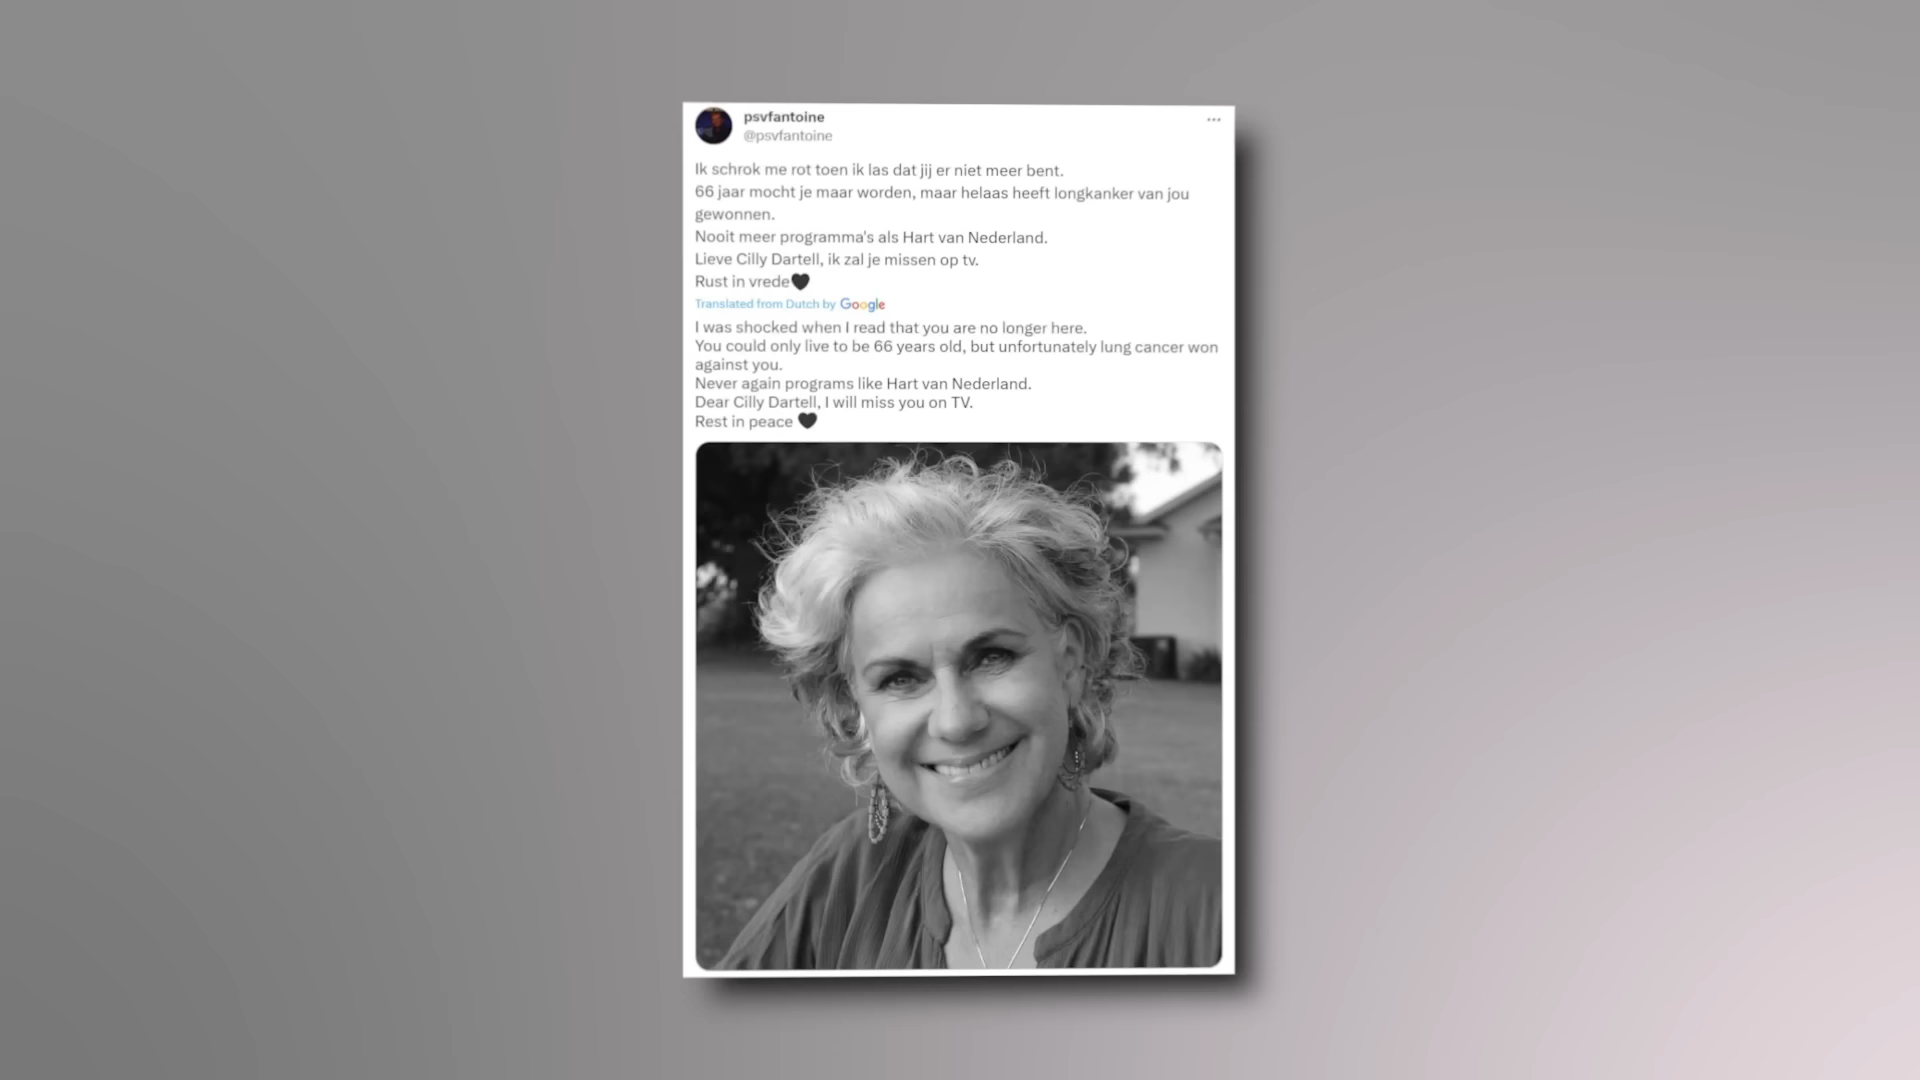 psvfantoine
@psvfantoine
Ik schrok me rot toen ik las dat jij er niet meer bent.
66 jaar mocht je maar worden, maar helaas heeft longkanker van jou
gewonnen.
Nooit meer programma's als Hart van Nederland.
Lieve Cilly Dartell, ik zal je missen op tv.
Rust in vrede🖤
Translated from Dutch by Google
I was shocked when I read that you are no longer here.
You could only live to be 66 years old, but unfortunately lung cancer won
against you.
Never again programs like Hart van Nederland.
Dear Cilly Dartell, I will miss you on TV.
Rest in peace 🖤